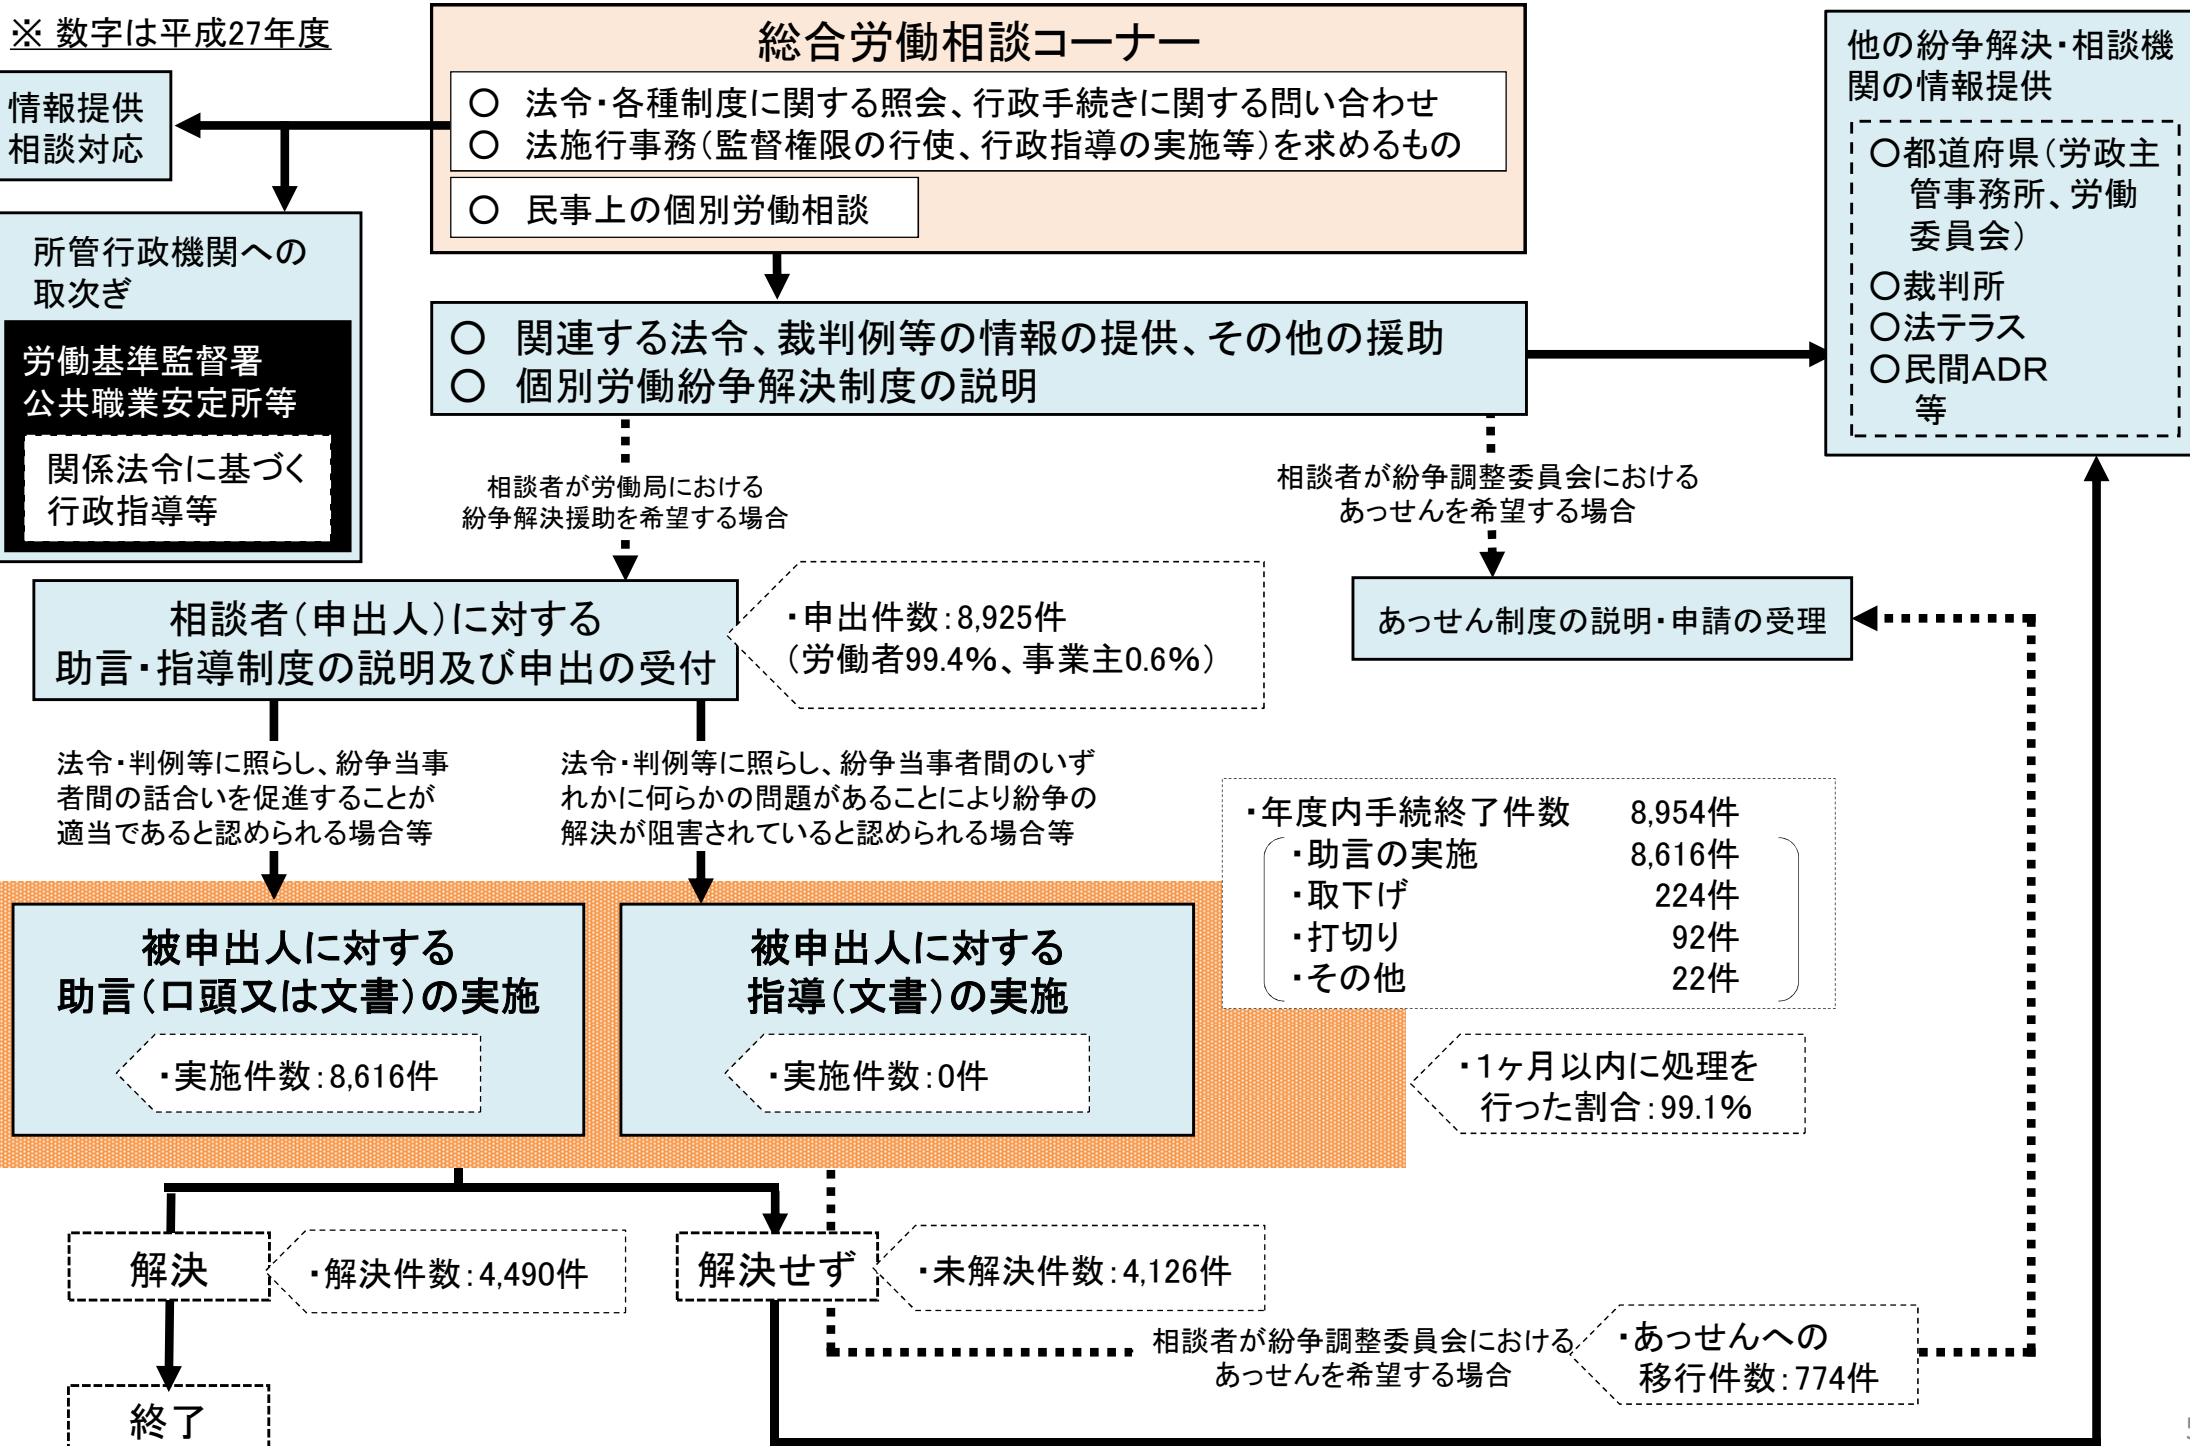 ※ 数字は平成27年度
総合労働相談コーナー
○ 法令・各種制度に関する照会、行政手続きに関する問い合わせ
○ 法施行事務(監督権限の行使、行政指導の実施等)を求めるもの
○ 民事上の個別労働相談
情報提供
相談対応
所管行政機関への
取次ぎ
労働基準監督署
公共職業安定所等
関係法令に基づく
行政指導等
他の紛争解決・相談機
関の情報提供
○都道府県(労政主
管事務所、労働
委員会)
○裁判所
○法テラス
○民間ADR
等
○ 関連する法令、裁判例等の情報の提供、その他の援助
○ 個別労働紛争解決制度の説明
相談者が労働局における
紛争解決援助を希望する場合
相談者が紛争調整委員会における
あっせんを希望する場合
相談者(申出人)に対する
助言・指導制度の説明及び申出の受付
・申出件数:8,925件
(労働者99.4%、事業主0.6%)
あっせん制度の説明・申請の受理
法令・判例等に照らし、紛争当事
者間の話合いを促進することが
適当であると認められる場合等
法令・判例等に照らし、紛争当事者間のいず
れかに何らかの問題があることにより紛争の
解決が阻害されていると認められる場合等
・年度内手続終了件数 8,954件
・助言の実施 8,616件
・取下げ 224件
・打切り 92件
・その他 22件
被申出人に対する
助言(口頭又は文書)の実施
・実施件数:8,616件
被申出人に対する
指導(文書)の実施
・実施件数:0件
・1ヶ月以内に処理を
行った割合:99.1%
解決
・解決件数:4,490件
解決せず
・未解決件数:4,126件
相談者が紛争調整委員会における
あっせんを希望する場合
・あっせんへの
移行件数:774件
終了